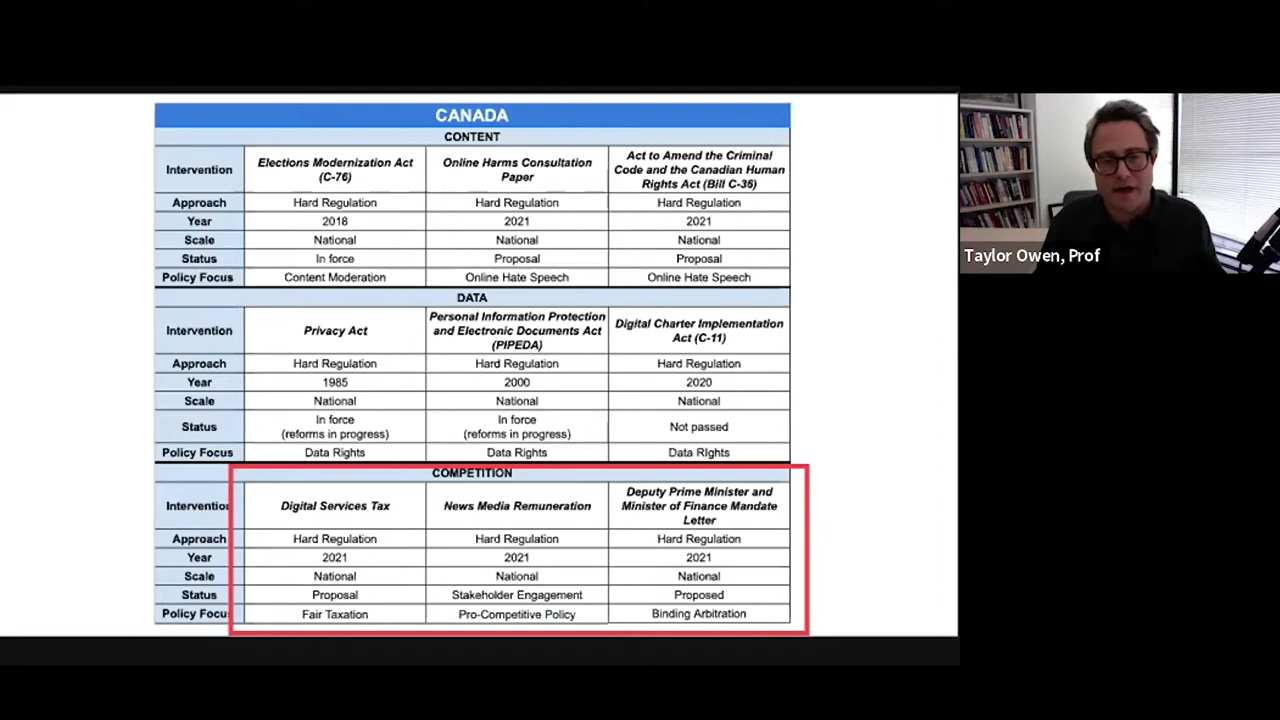 CANADA
CONTENT
Intervention Elections Modernization Act (C-76) Online Harms Consultation Paper Act to Amend the Criminal Code and the Canadian Human Rights Act (Bill C-36)
Approach Hard Regulation Hard Regulation Hard Regulation
Year 2018 2021 2021
Scale National National National
Status In force Proposal Proposal
Policy Focus Content Moderation Online Hate Speech Online Hate Speech
DATA
Intervention Privacy Act Personal Information Protection and Electronic Documents Act (PIPEDA) Digital Charter Implementation Act (C-11)
Approach Hard Regulation Hard Regulation Hard Regulation
Year 1985 2000 2020
Scale National National National
Status In force (reforms in progress) In force (reforms in progress) Not passed
Policy Focus Data Rights Data Rights Data RIghts
COMPETITION
Intervention Digital Services Tax News Media Remuneration Deputy Prime Minister and Minister of Finance Mandate Letter
Approach Hard Regulation Hard Regulation Hard Regulation
Year 2021 2021 2021
Scale National National National
Status Proposal Stakeholder Engagement Proposed
Policy Focus Fair Taxation Pro-Competitive Policy Binding Arbitration
Taylor Owen, Prof